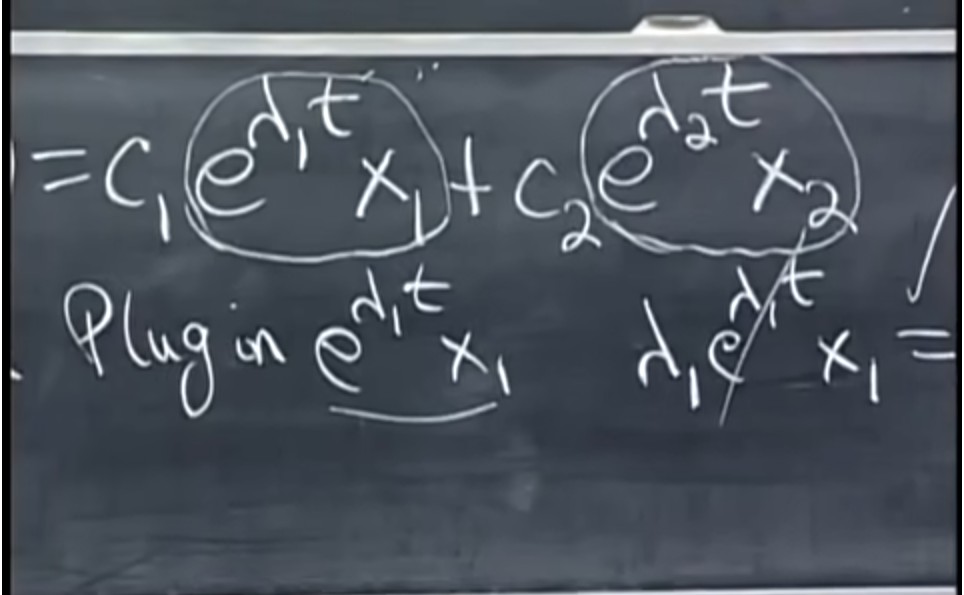 ) = c₁ e^{λ₁t} x₁ + c₂ e^{λ₂t} x₂
Plug in e^{λ₁t} x₁ λ₁ e^{λ₁t} x₁ =